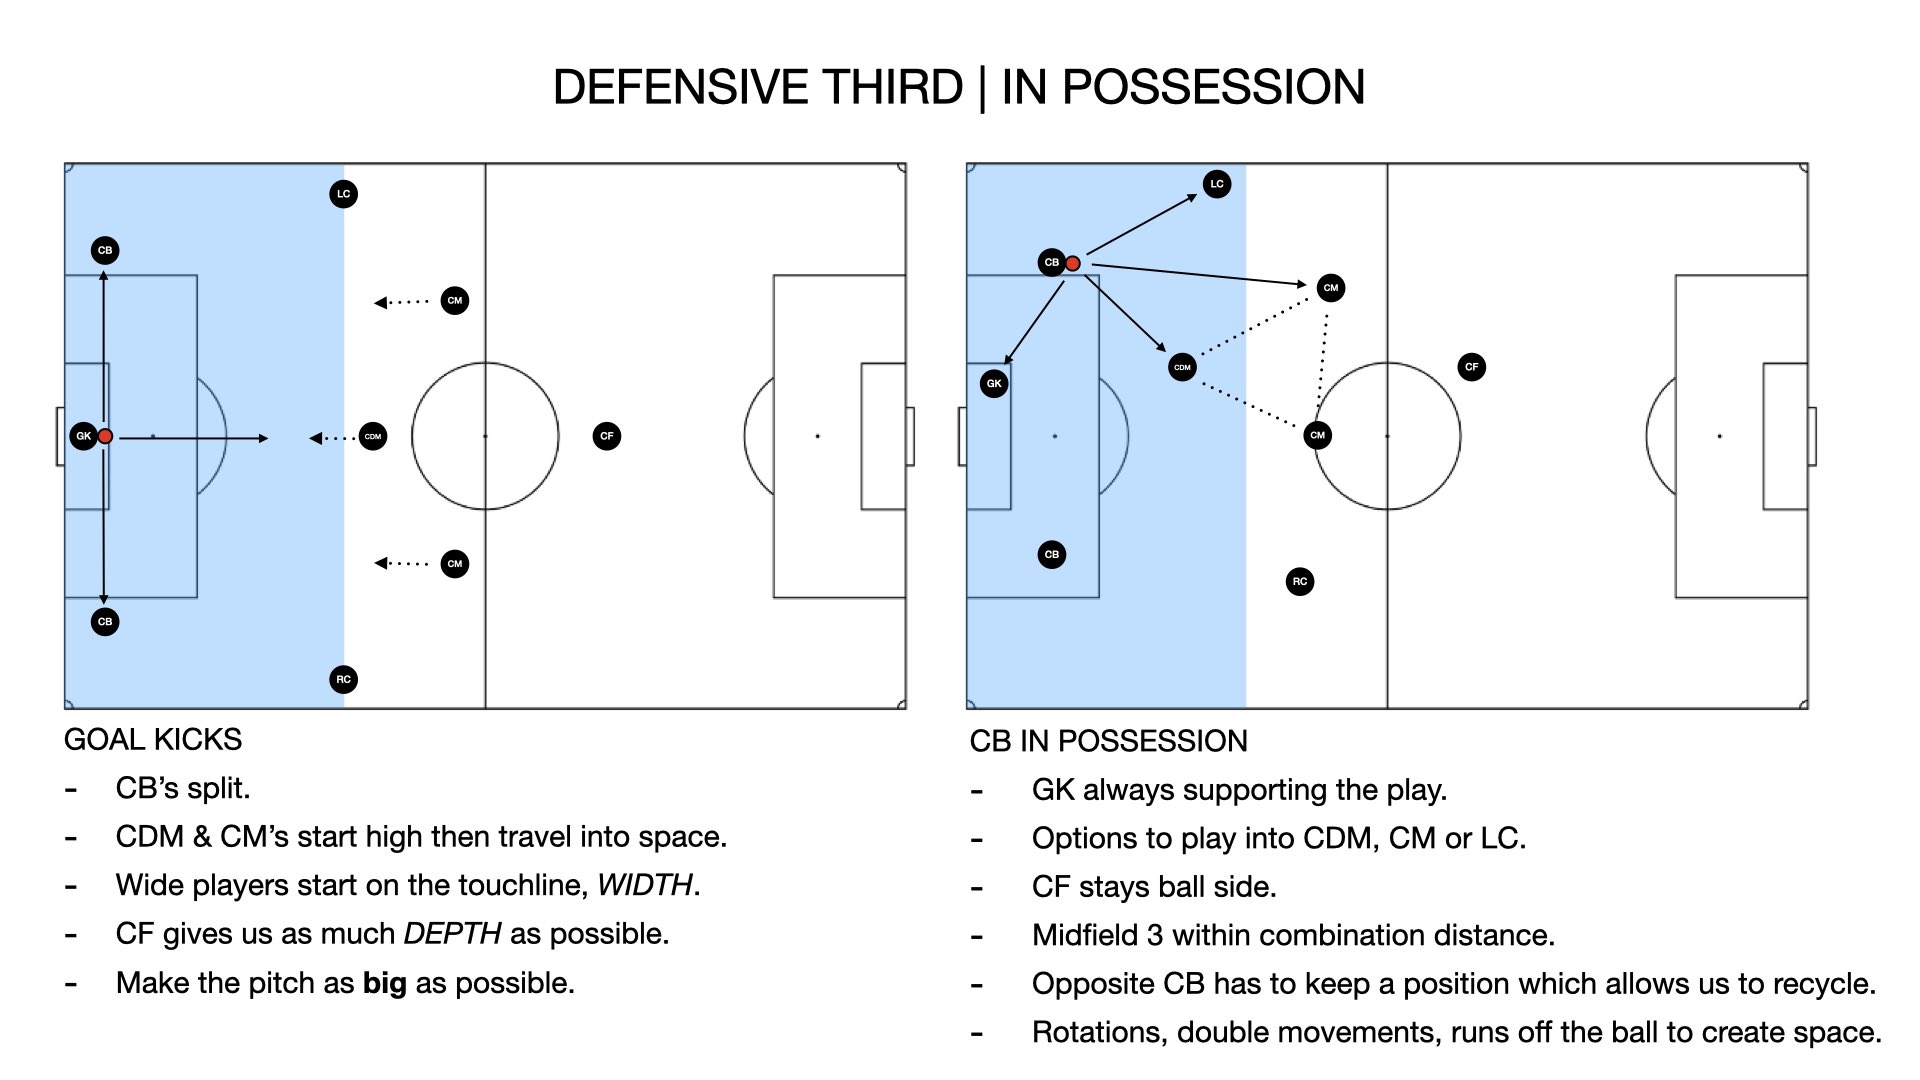 DEFENSIVE THIRD | IN POSSESSION
LC
CB
CM
GK
CDM
CF
CM
CB
RC
LC
CB
CM
CDM
CF
GK
CM
CB
RC
GOAL KICKS
- CB’s split.
- CDM & CM’s start high then travel into space.
- Wide players start on the touchline, WIDTH.
- CF gives us as much DEPTH as possible.
- Make the pitch as big as possible.
CB IN POSSESSION
- GK always supporting the play.
- Options to play into CDM, CM or LC.
- CF stays ball side.
- Midfield 3 within combination distance.
- Opposite CB has to keep a position which allows us to recycle.
- Rotations, double movements, runs off the ball to create space.